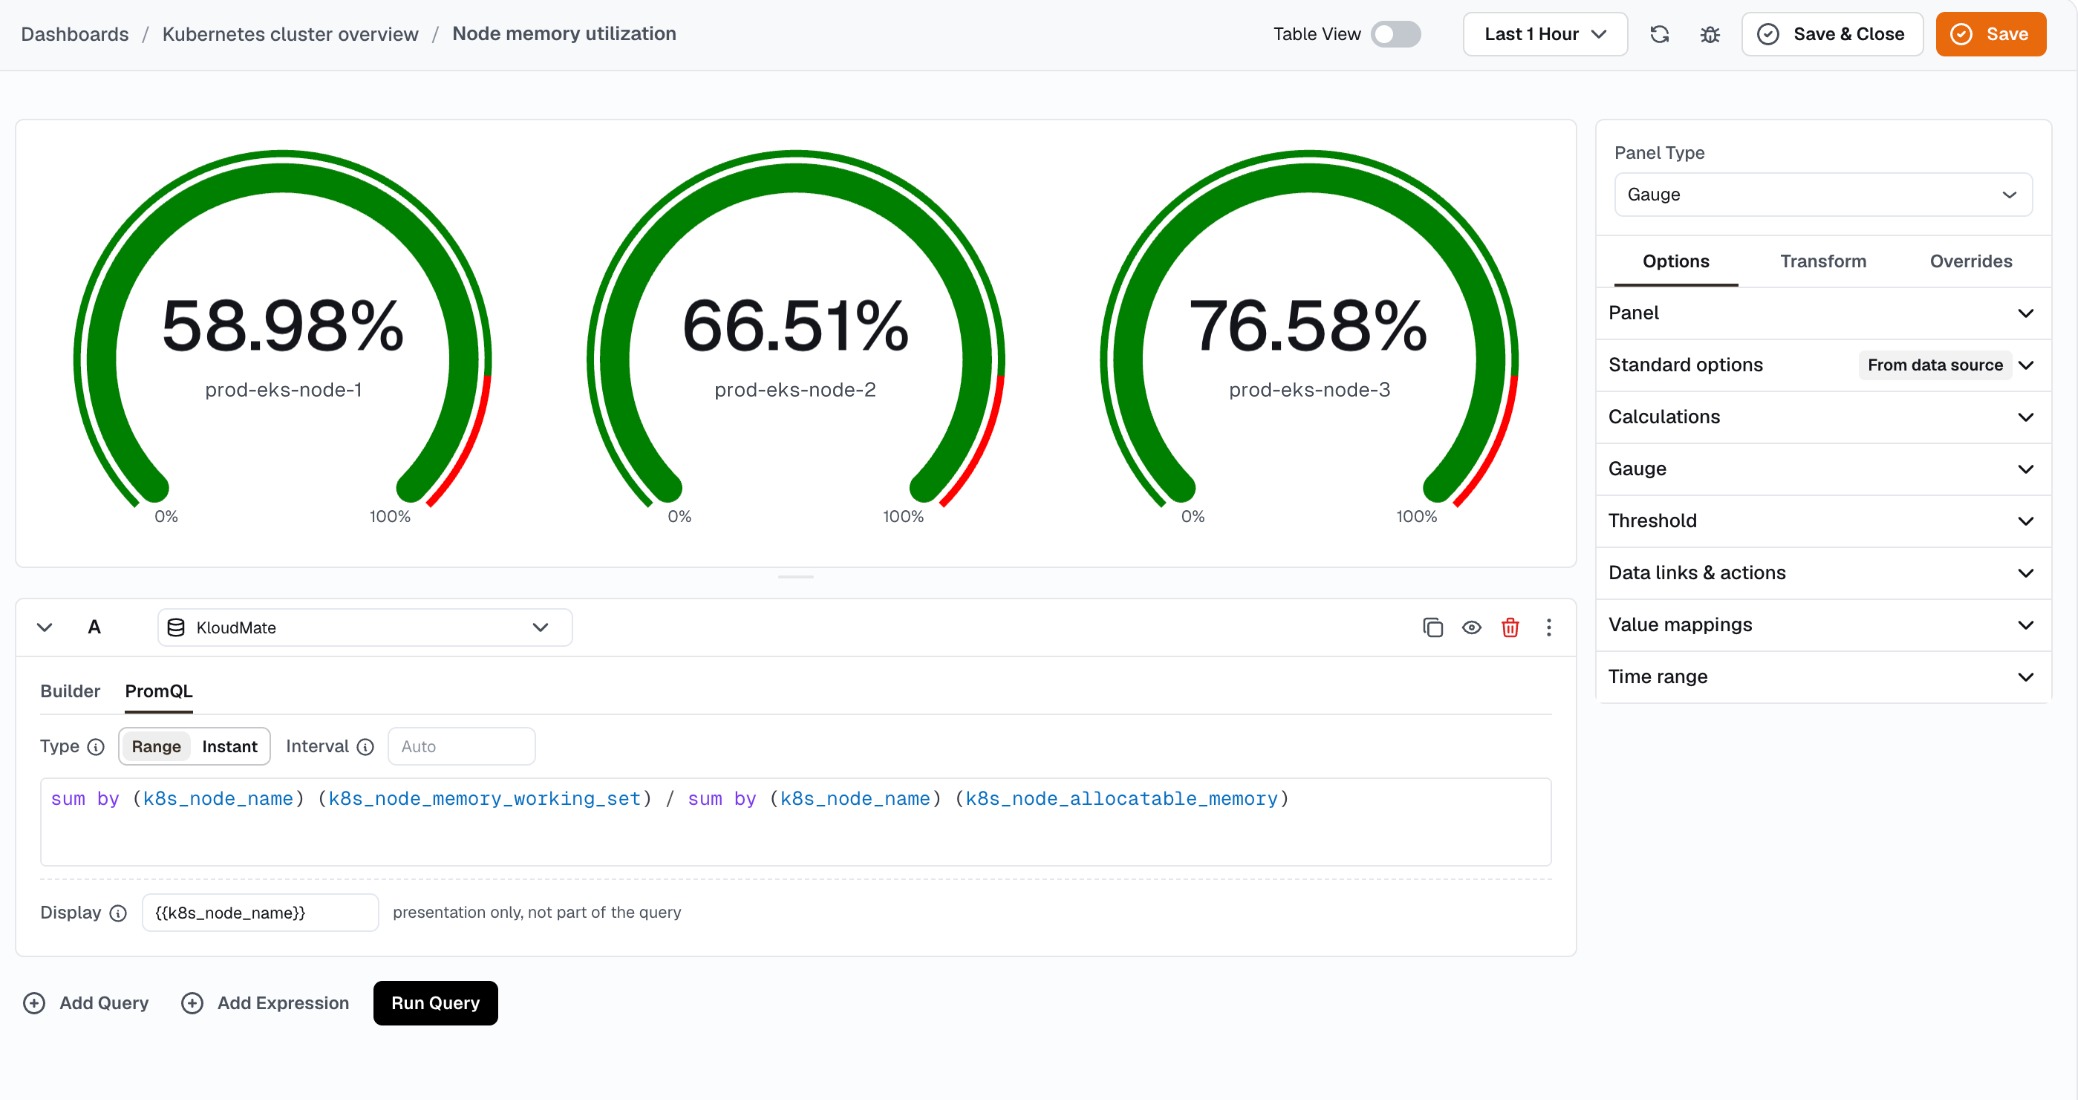 Dashboards / Kubernetes cluster overview / Node memory utilization
Table View
Last 1 Hour
Save & Close
Save
58.98%
prod-eks-node-1
0%
100%
66.51%
prod-eks-node-2
0%
100%
76.58%
prod-eks-node-3
0%
100%
Panel Type
Gauge
Options
Transform
Overrides
Panel
Standard options
From data source
Calculations
Gauge
Threshold
Data links & actions
Value mappings
Time range
A
KloudMate
Builder
PromQL
Type
Range
Instant
Interval
Auto
sum by (k8s_node_name) (k8s_node_memory_working_set) / sum by (k8s_node_name) (k8s_node_allocatable_memory)
Display
{{k8s_node_name}}
presentation only, not part of the query
Add Query
Add Expression
Run Query